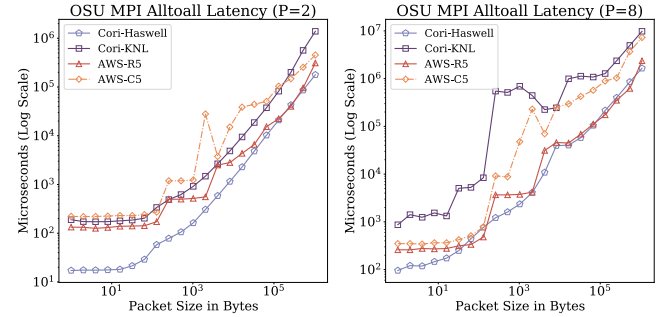 OSU MPI Alltoall Latency (P=2)
Microseconds (Log Scale)
10^6
10^5
10^4
10^3
10^2
10^1
Cori-Haswell
Cori-KNL
AWS-R5
AWS-C5
10^1
10^3
10^5
Packet Size in Bytes
OSU MPI Alltoall Latency (P=8)
Microseconds (Log Scale)
10^7
10^6
10^5
10^4
10^3
10^2
Cori-Haswell
Cori-KNL
AWS-R5
AWS-C5
10^1
10^3
10^5
Packet Size in Bytes